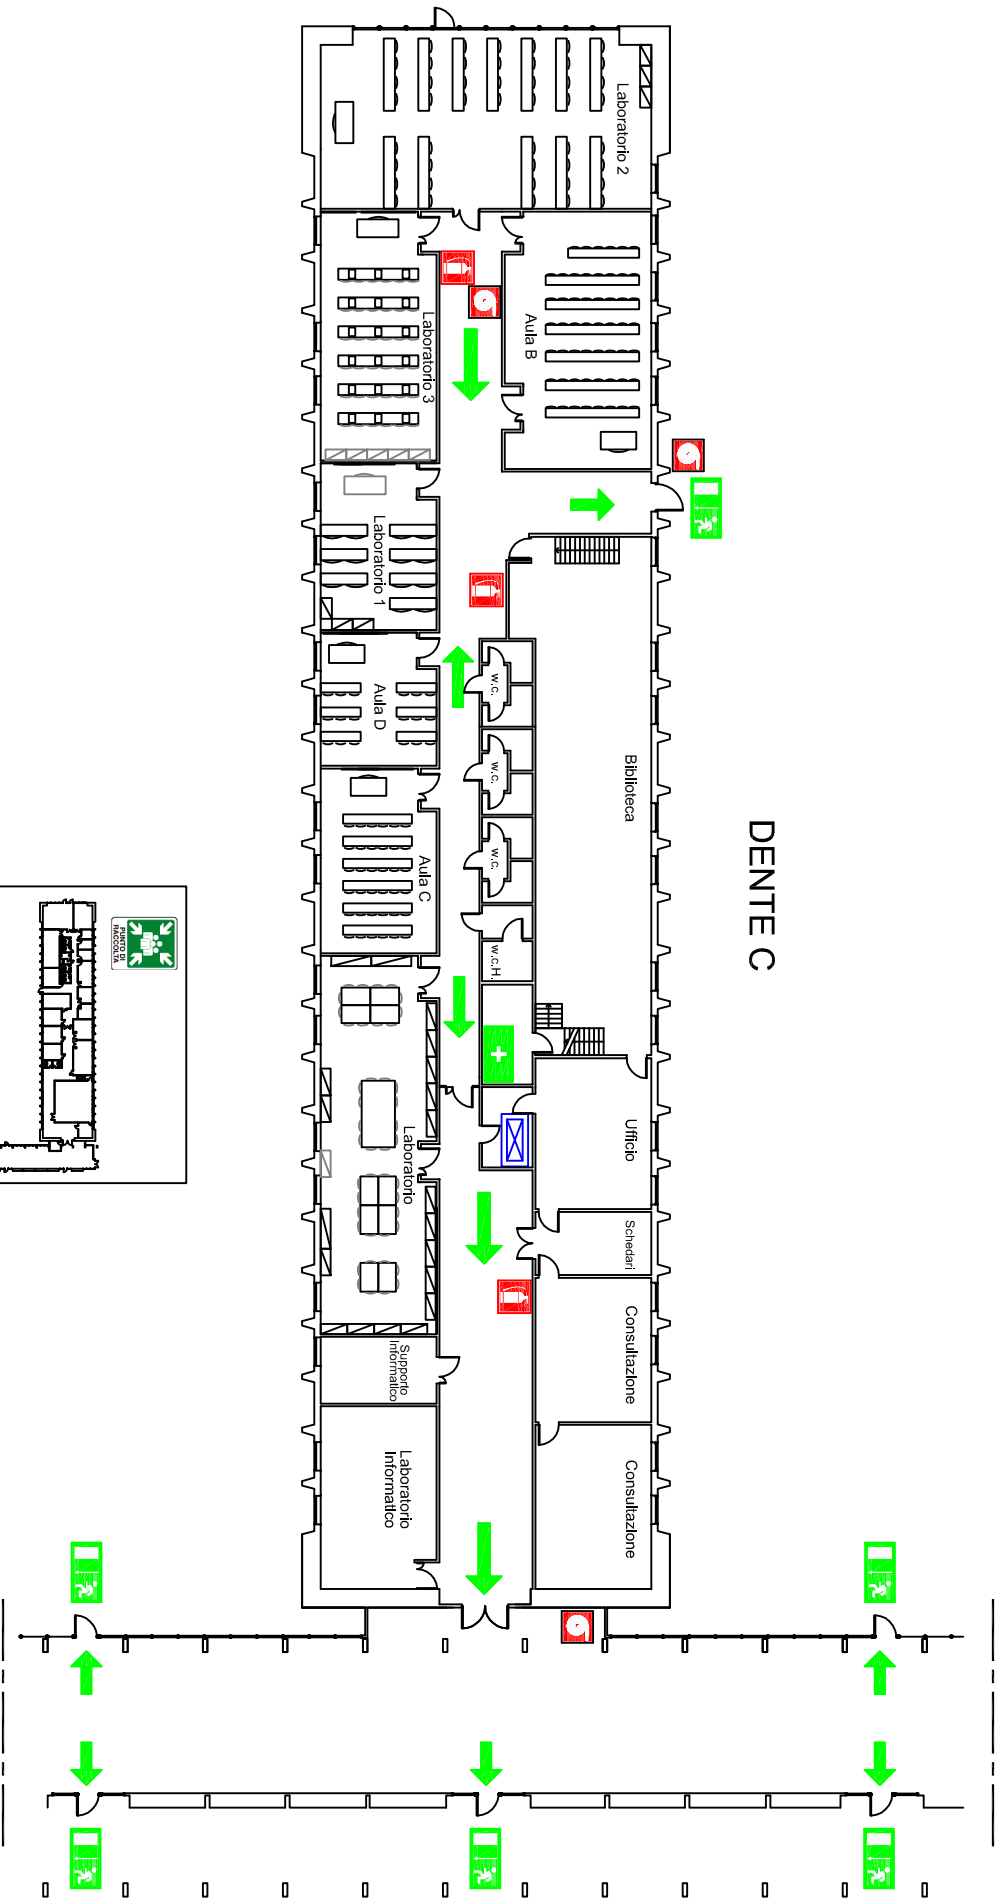 DENTE C
Laboratorio 2
Aula B
Laboratorio 3
Laboratorio 1
Aula D
Aula C
Biblioteca
w.c.
w.c.
w.c.
w.c.H.
Laboratorio
Ufficio
Schedari
Consultazione
Consultazione
Supporto
Informatico
Laboratorio
Informatico
PUNTO DI
RACCOLTA